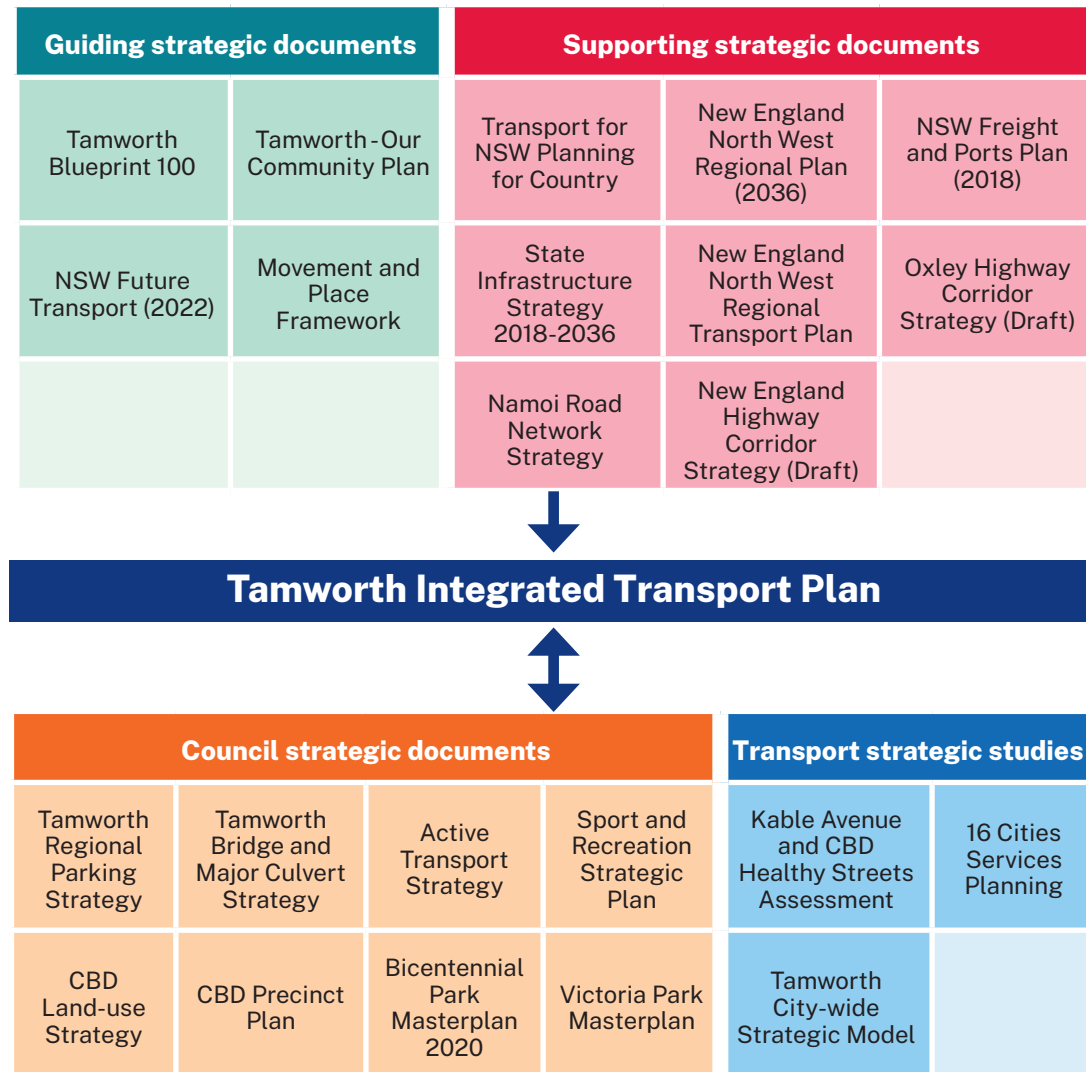 Guiding strategic documents
Supporting strategic documents
Tamworth
Blueprint 100
Tamworth - Our
Community Plan
Transport for
NSW Planning
for Country
New England
North West
Regional Plan
(2036)
NSW Freight
and Ports Plan
(2018)
NSW Future
Transport (2022)
Movement and
Place
Framework
State
Infrastructure
Strategy
2018-2036
New England
North West
Regional
Transport Plan
Oxley Highway
Corridor
Strategy (Draft)
Namoi Road
Network
Strategy
New England
Highway
Corridor
Strategy (Draft)
Tamworth Integrated Transport Plan
Council strategic documents
Transport strategic studies
Tamworth
Regional
Parking
Strategy
Tamworth
Bridge and
Major Culvert
Strategy
Active
Transport
Strategy
Sport and
Recreation
Strategic
Plan
Kable Avenue
and CBD
Healthy Streets
Assessment
16 Cities
Services
Planning
CBD
Land-use
Strategy
CBD Precinct
Plan
Bicentennial
Park
Masterplan
2020
Victoria Park
Masterplan
Tamworth
City-wide
Strategic Model